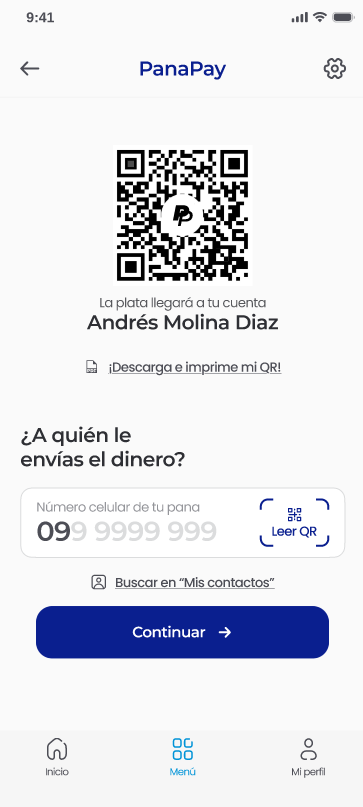 9:41
PanaPay
La plata llegará a tu cuenta
Andrés Molina Diaz
¡Descarga e imprime mi QR!
¿A quién le
envías el dinero?
Número celular de tu pana
099 9999 999
Leer QR
Buscar en “Mis contactos”
Continuar
Inicio
Menú
Mi perfil